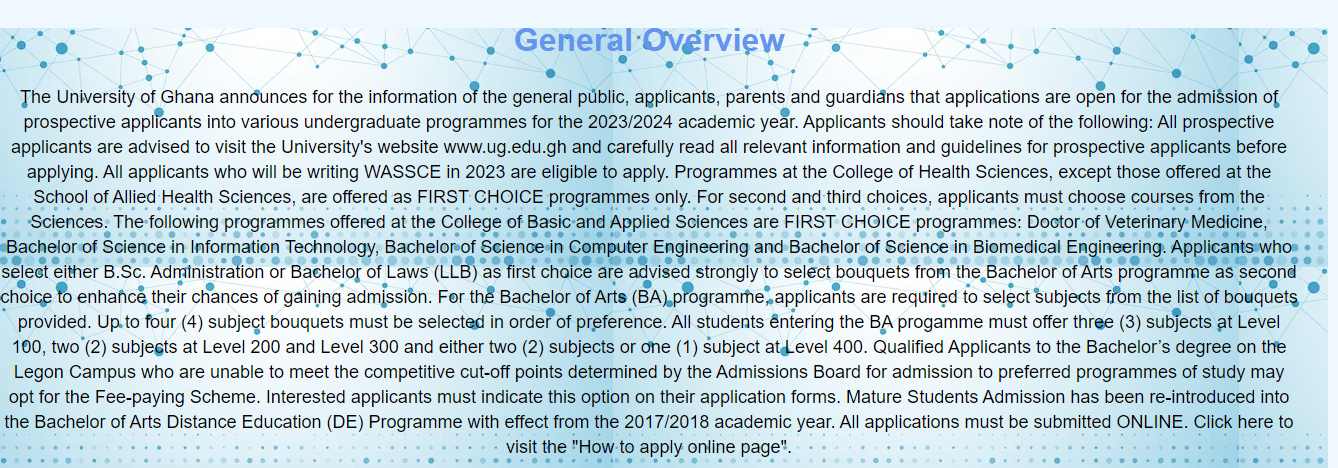 General Overview
The University of Ghana announces for the information of the general public, applicants, parents and guardians that applications are open for the admission of
prospective applicants into various undergraduate programmes for the 2023/2024 academic year. Applicants should take note of the following: All prospective
applicants are advised to visit the University's website www.ug.edu.gh and carefully read all relevant information and guidelines for prospective applicants before
applying. All applicants who will be writing WASSCE in 2023 are eligible to apply. Programmes at the College of Health Sciences, except those offered at the
School of Allied Health Sciences, are offered as FIRST CHOICE programmes only. For second and third choices, applicants must choose courses from the
Sciences. The following programmes offered at the College of Basic and Applied Sciences are FIRST CHOICE programmes: Doctor of Veterinary Medicine,
Bachelor of Science in Information Technology, Bachelor of Science in Computer Engineering and Bachelor of Science in Biomedical Engineering. Applicants who
select either B.Sc. Administration or Bachelor of Laws (LLB) as first choice are advised strongly to select bouquets from the Bachelor of Arts programme as second
choice to enhance their chances of gaining admission. For the Bachelor of Arts (BA) programme, applicants are required to select subjects from the list of bouquets
provided. Up to four (4) subject bouquets must be selected in order of preference. All students entering the BA progamme must offer three (3) subjects at Level
100, two (2) subjects at Level 200 and Level 300 and either two (2) subjects or one (1) subject at Level 400. Qualified Applicants to the Bachelor’s degree on the
Legon Campus who are unable to meet the competitive cut-off points determined by the Admissions Board for admission to preferred programmes of study may
opt for the Fee-paying Scheme. Interested applicants must indicate this option on their application forms. Mature Students Admission has been re-introduced into
the Bachelor of Arts Distance Education (DE) Programme with effect from the 2017/2018 academic year. All applications must be submitted ONLINE. Click here to
visit the "How to apply online page".